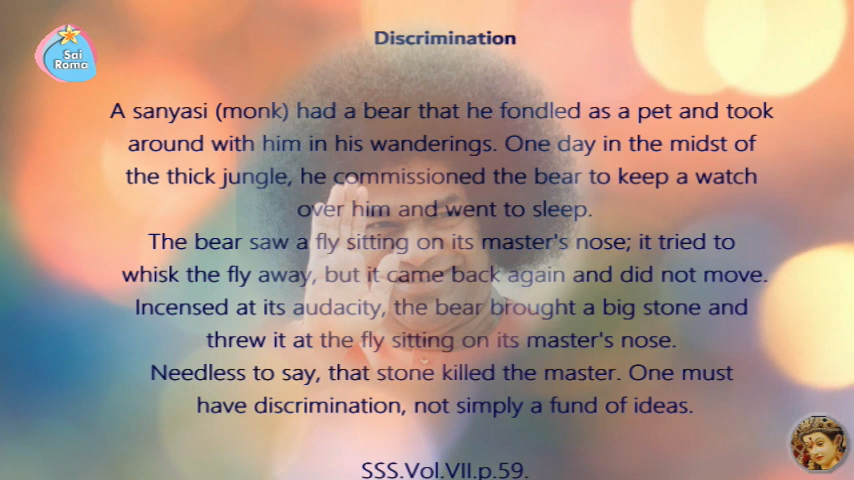 Discrimination
Sai
Roma
A sanyasi (monk) had a bear that he fondled as a pet and took
around with him in his wanderings. One day in the midst of
the thick jungle, he commissioned the bear to keep a watch
over him and went to sleep.
The bear saw a fly sitting on its master's nose; it tried to
whisk the fly away, but it came back again and did not move.
Incensed at its audacity, the bear brought a big stone and
threw it at the fly sitting on its master's nose.
Needless to say, that stone killed the master. One must
have discrimination, not simply a fund of ideas.
SSS.Vol.VII.p.59.